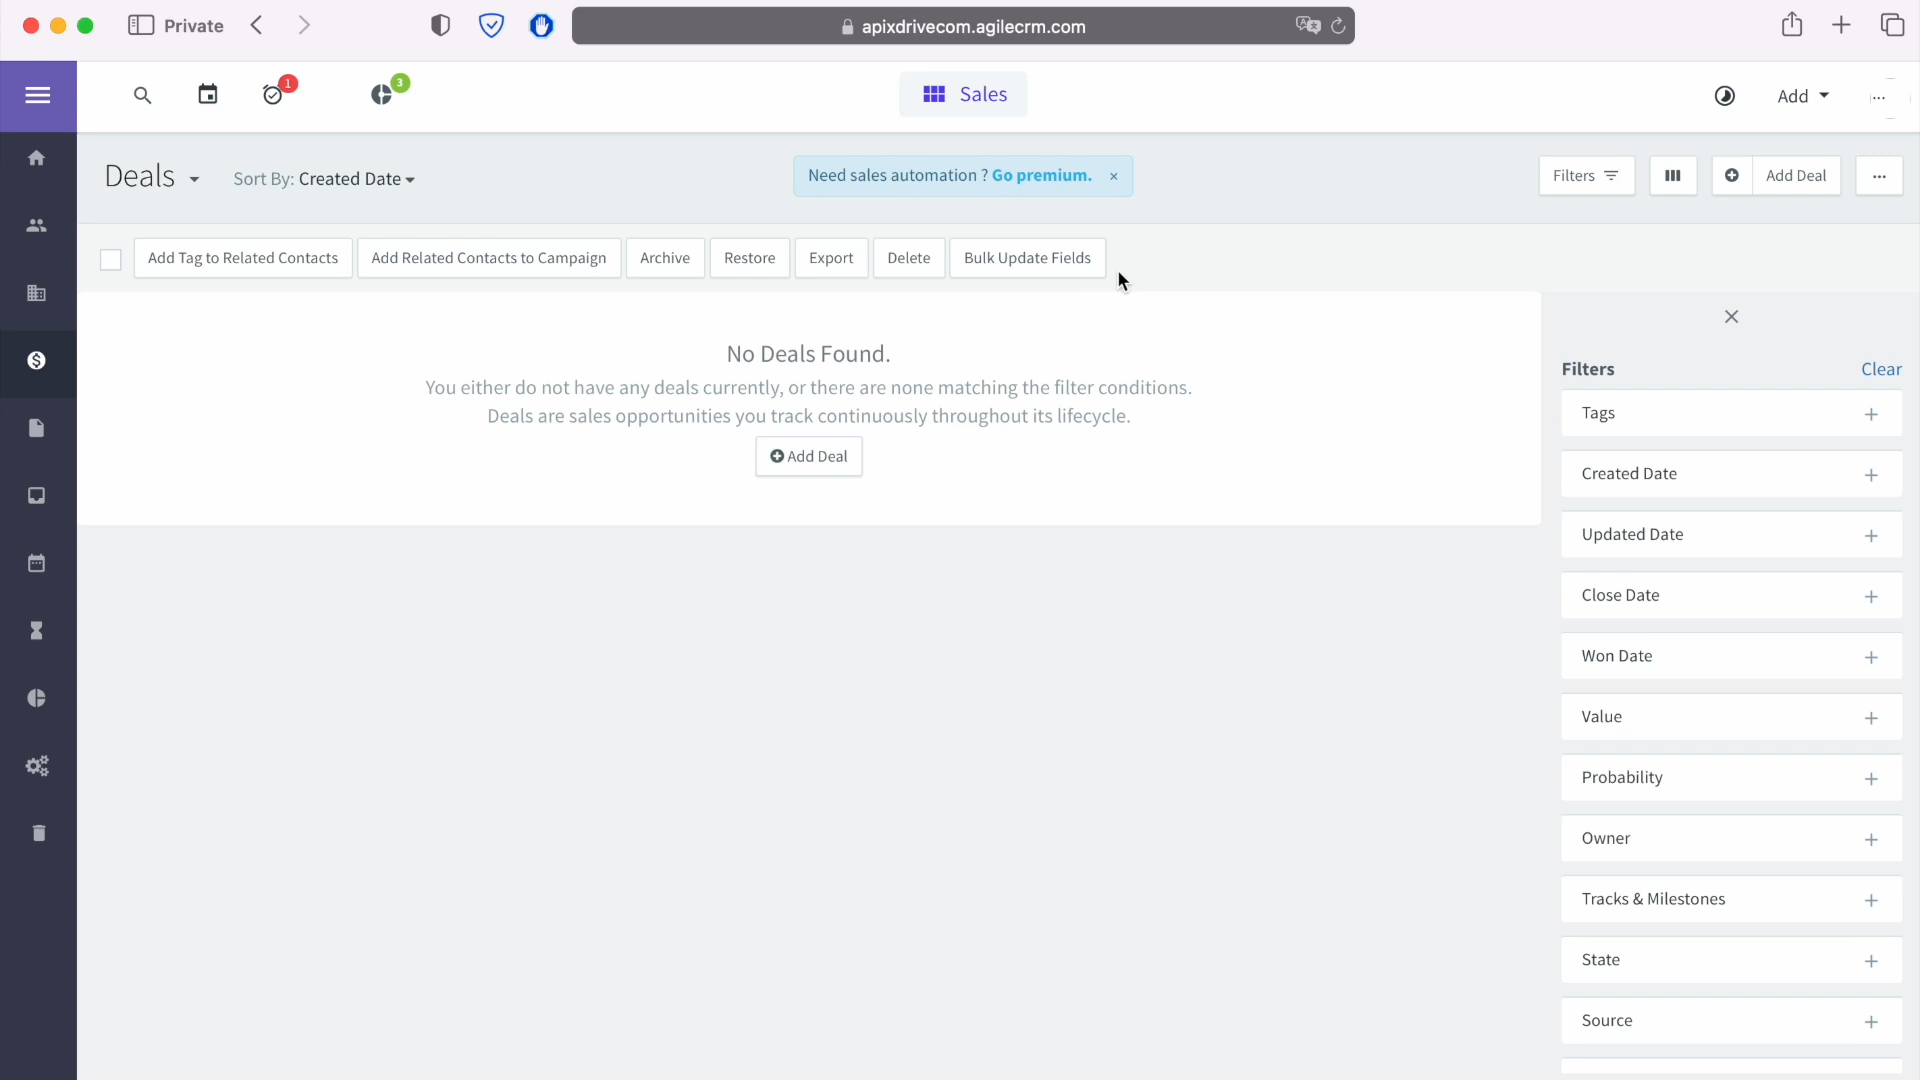 Private
apixdrivecom.agilecrm.com
1
3
Sales
Add
Deals
Sort By: Created Date
Need sales automation ? Go premium. ×
Filters
Add Deal
Add Tag to Related Contacts
Add Related Contacts to Campaign
Archive
Restore
Export
Delete
Bulk Update Fields
No Deals Found.
You either do not have any deals currently, or there are none matching the filter conditions.
Deals are sales opportunities you track continuously throughout its lifecycle.
Add Deal
Filters
Clear
Tags
Created Date
Updated Date
Close Date
Won Date
Value
Probability
Owner
Tracks & Milestones
State
Source